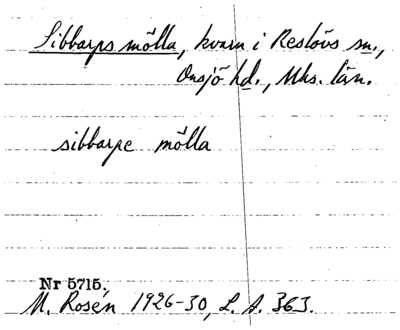 Sibbarps mölla, kvarn i Reslövs sn.,
Onsjö hd., Mhs. län.
sibbarpe mölla
Nr 5715.
M. Rosén 1926-30, L. A. 363.